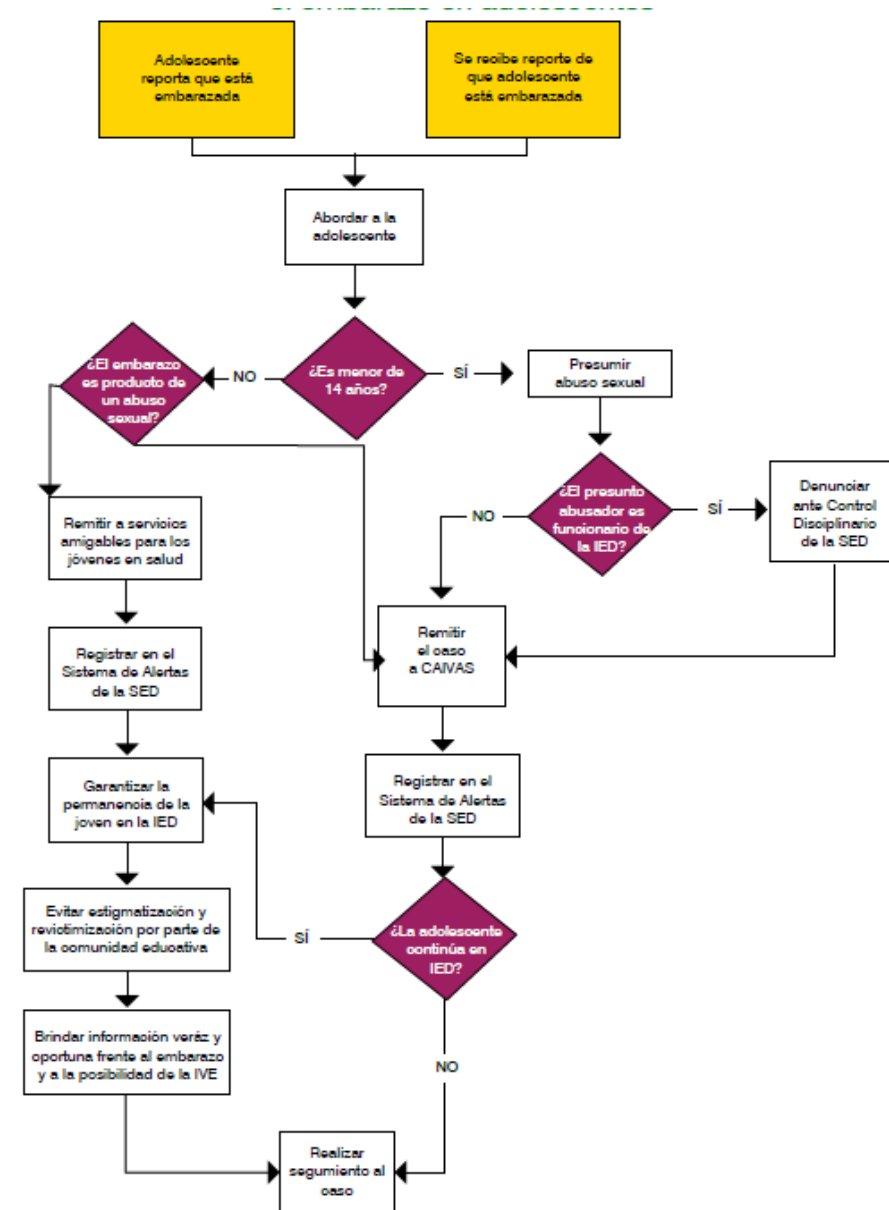 el embarazo en adolescentes
Adolescente
reporta que está
embarazada
Se recibe reporte de
que adolescente
está embarazada
Abordar a la
adolescente
¿El embarazo
es producto de
un abuso
sexual?
NO
¿Es menor de
14 años?
SÍ
Presumir
abuso sexual
¿El presunto
abusador es
funcionario de
la IED?
NO
SÍ
Denunciar
ante Control
Disciplinario
de la SED
Remitir a servicios
amigables para los
jóvenes en salud
Remitir
el caso
a CAIVAS
Registrar en el
Sistema de Alertas
de la SED
Registrar en el
Sistema de Alertas
de la SED
Garantizar la
permanencia de la
joven en la IED
Evitar estigmatización y
revictimización por parte de
la comunidad educativa
SÍ
¿La adolescente
continúa en
IED?
NO
Brindar información veráz y
oportuna frente al embarazo
y a la posibilidad de la IVE
Realizar
segumiento al
caso